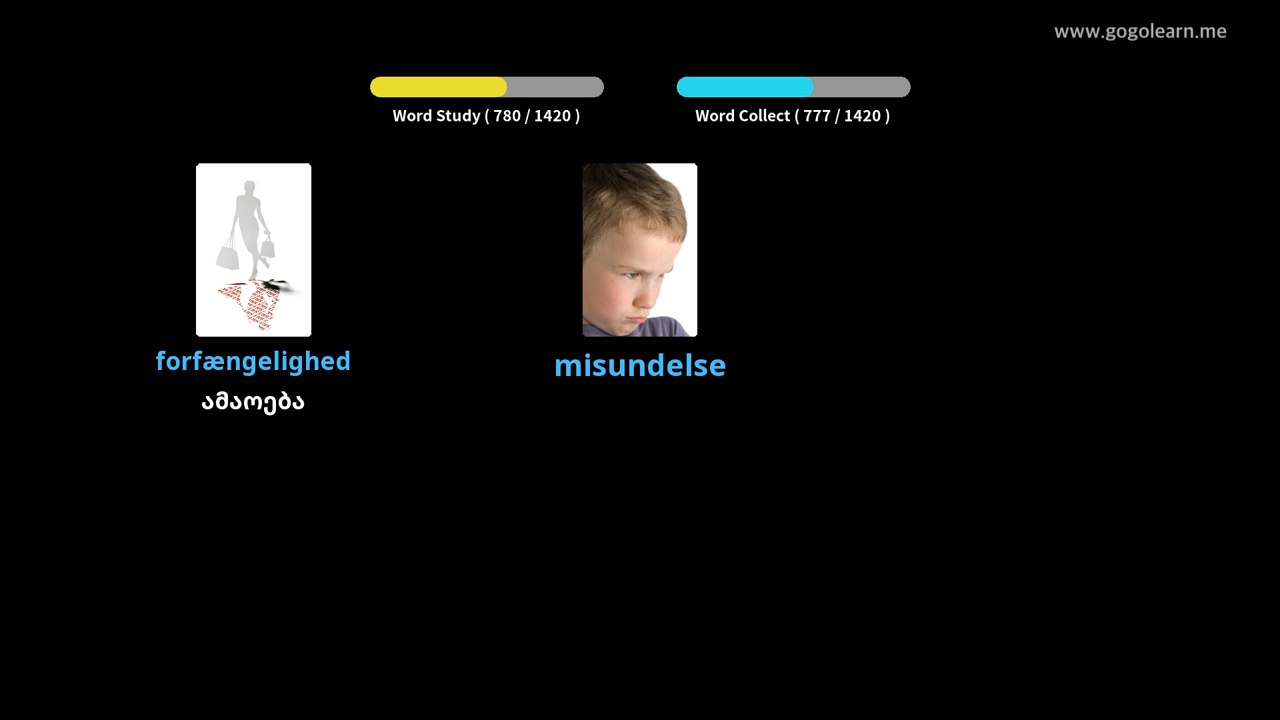 www.gogolearn.me
Word Study ( 780 / 1420 )
Word Collect ( 777 / 1420 )
forfængelighed
ამაოება
misundelse